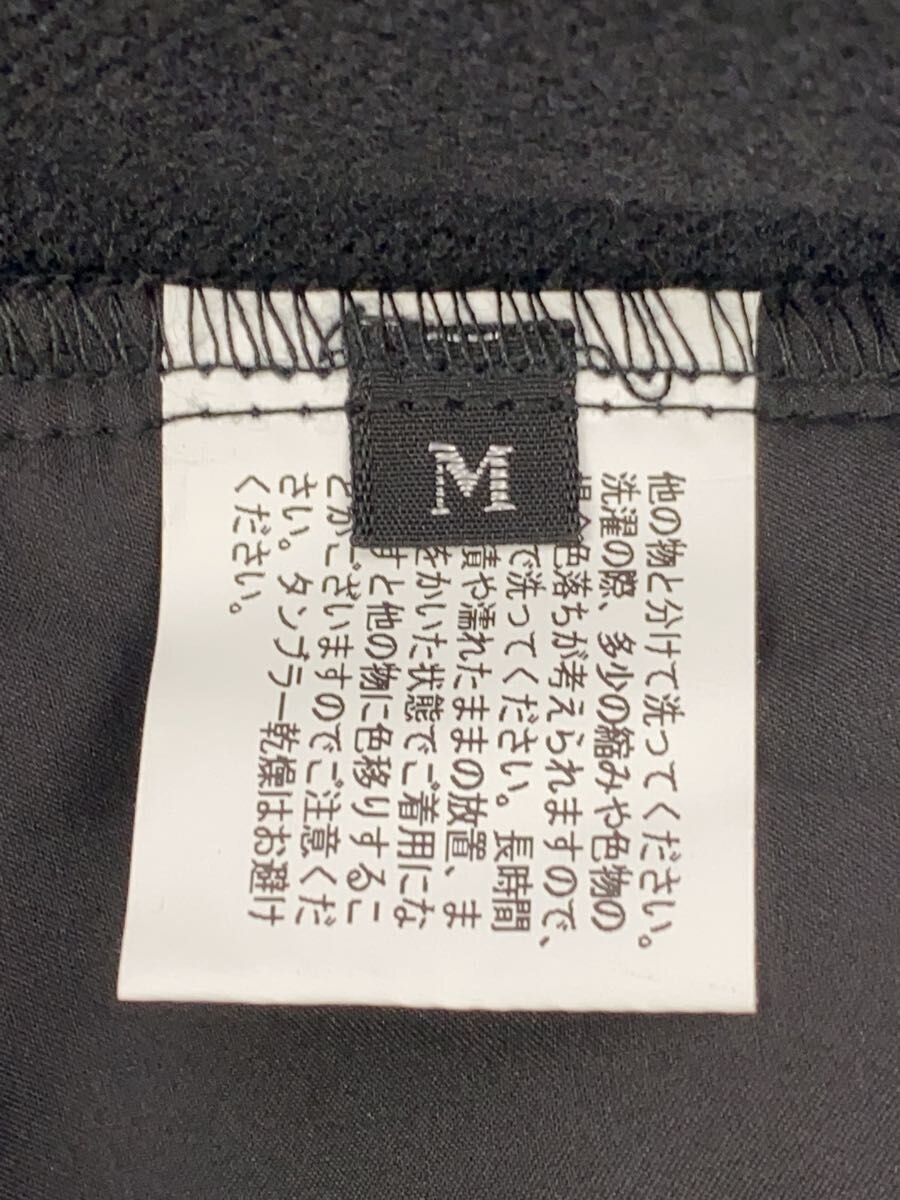 M
他の物と分けて洗ってください。
洗濯の際、多少の縮みや色物の
色落ちが考えられますので、
で洗ってください。長時間
や濡れたままの放置、ま
をかいた状態でご着用にな
すと他の物に色移りするこ
とがございますのでご注意くだ
さい。タンブラー乾燥はお避け
ください。